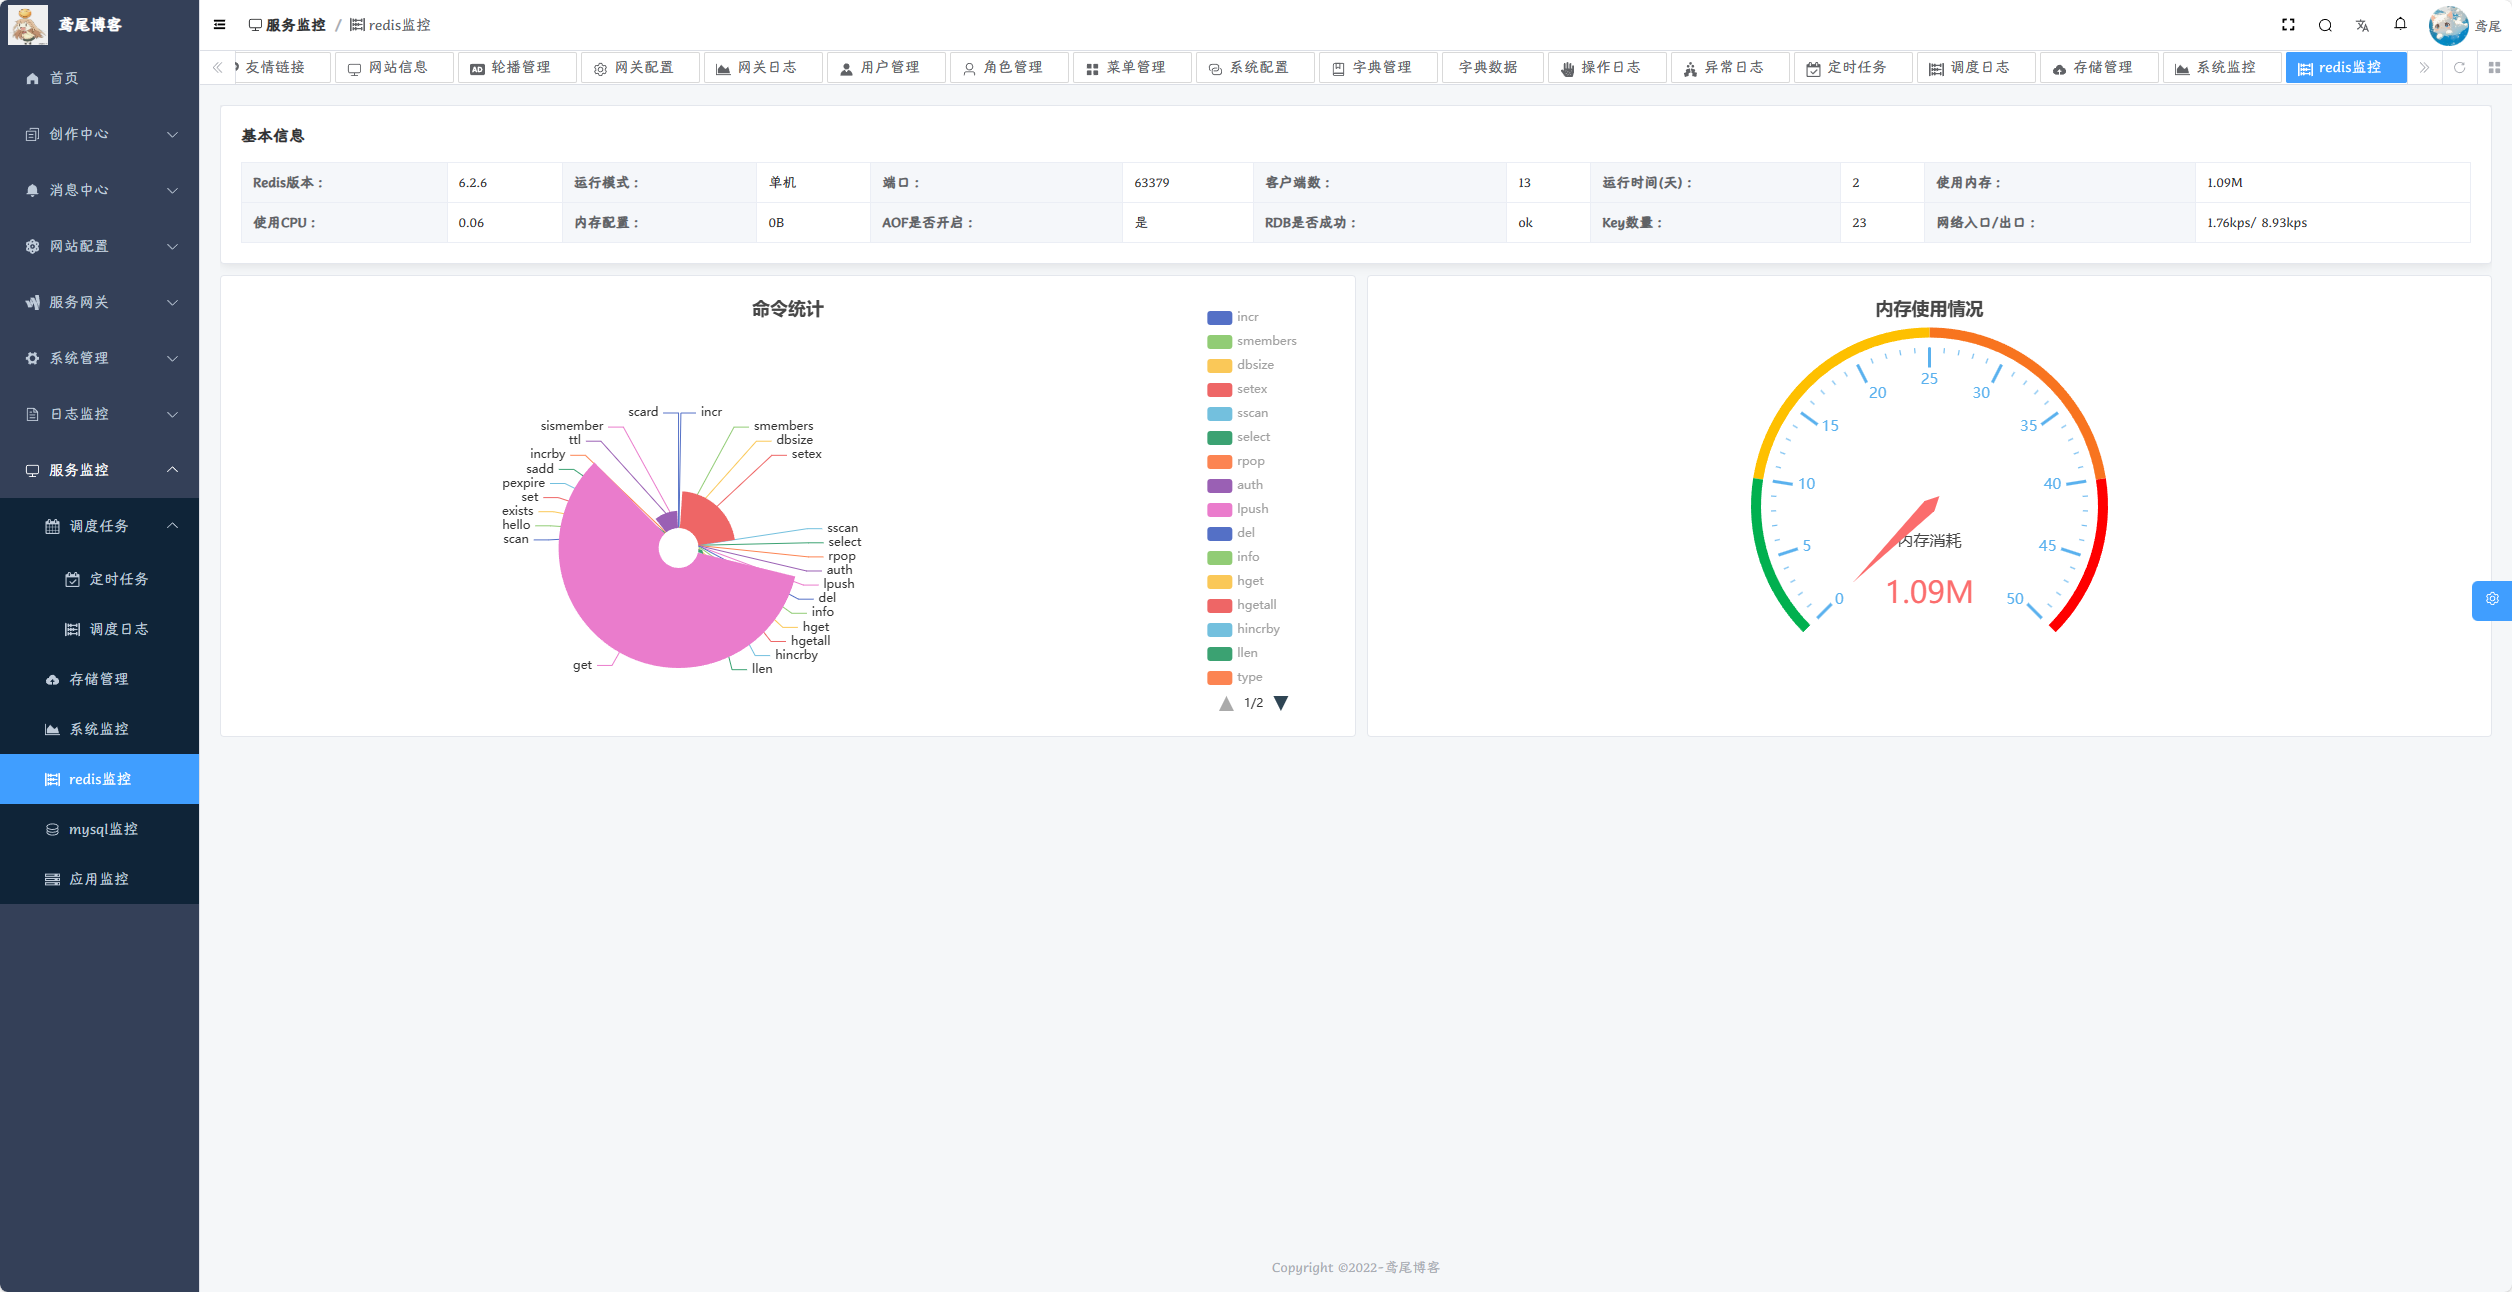 鸢尾博客
首页
创作中心
消息中心
网站配置
服务网关
系统管理
日志监控
服务监控
调度任务
定时任务
调度日志
存储管理
系统监控
redis监控
mysql监控
应用监控
服务监控 / redis监控
鸢尾
友情链接 网站信息 轮播管理 网关配置 网关日志 用户管理 角色管理 菜单管理 系统配置 字典管理 字典数据 操作日志 异常日志 定时任务 调度日志 存储管理 系统监控 redis监控
基本信息
Redis版本： 6.2.6 运行模式： 单机 端口： 63379 客户端数： 13 运行时间(天)： 2 使用内存： 1.09M
使用CPU： 0.06 内存配置： 0B AOF是否开启： 是 RDB是否成功： ok Key数量： 23 网络入口/出口： 1.76kps/ 8.93kps
命令统计
scard
incr
sismember
smembers
ttl
dbsize
incrby
setex
sadd
pexpire
set
exists
hello
scan
sscan
select
rpop
auth
lpush
del
info
hget
hgetall
hincrby
llen
get
incr
smembers
dbsize
setex
sscan
select
rpop
auth
lpush
del
info
hget
hgetall
hincrby
llen
type
1/2
内存使用情况
0
5
10
15
20
25
30
35
40
45
50
内存消耗
1.09M
Copyright ©2022-鸢尾博客